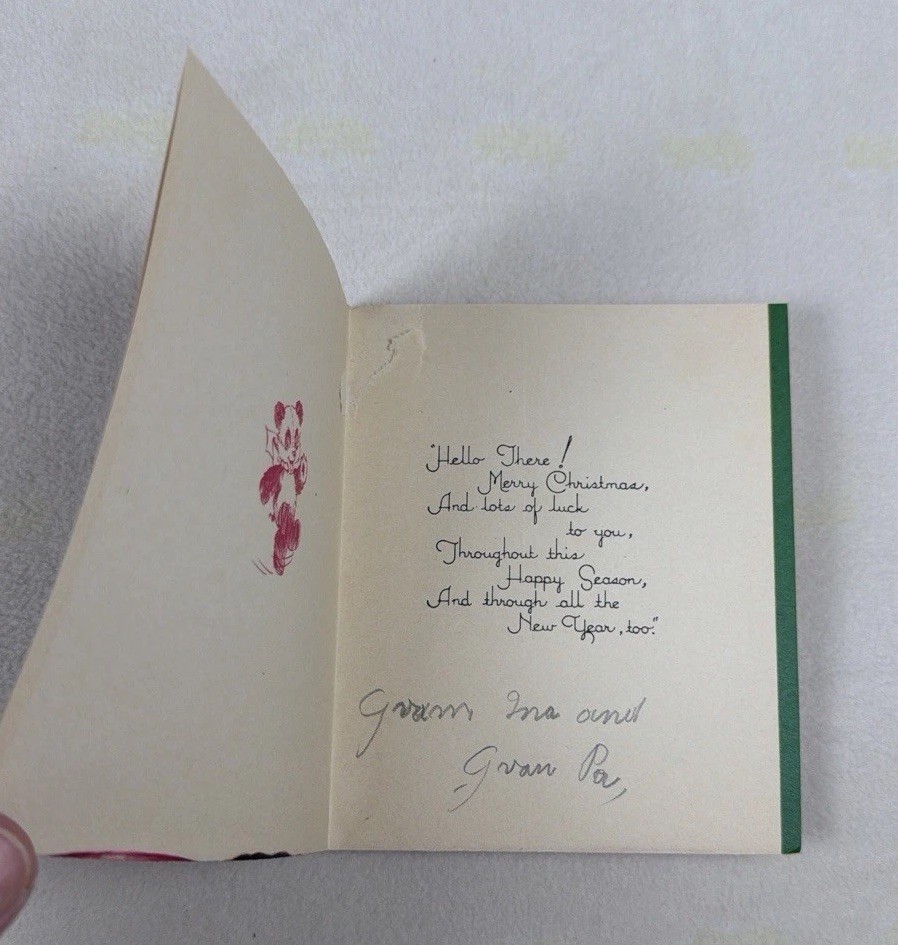 "Hello There!
Merry Christmas,
And lots of luck
to you,
Throughout this
Happy Season,
And through all the
New Year, too."
Gram Ma and
Gran Pa,